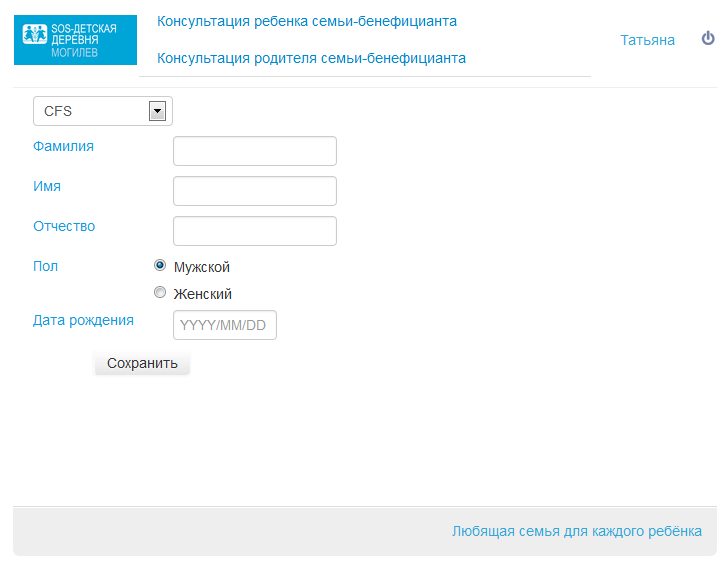 SOS-ДЕТСКАЯ
ДЕРЕВНЯ
МОГИЛЕВ
Консультация ребенка семьи-бенефицианта
Консультация родителя семьи-бенефицианта
Татьяна
CFS
Фамилия
Имя
Отчество
Пол
Мужской
Женский
Дата рождения
YYYY/MM/DD
Сохранить
Любящая семья для каждого ребёнка